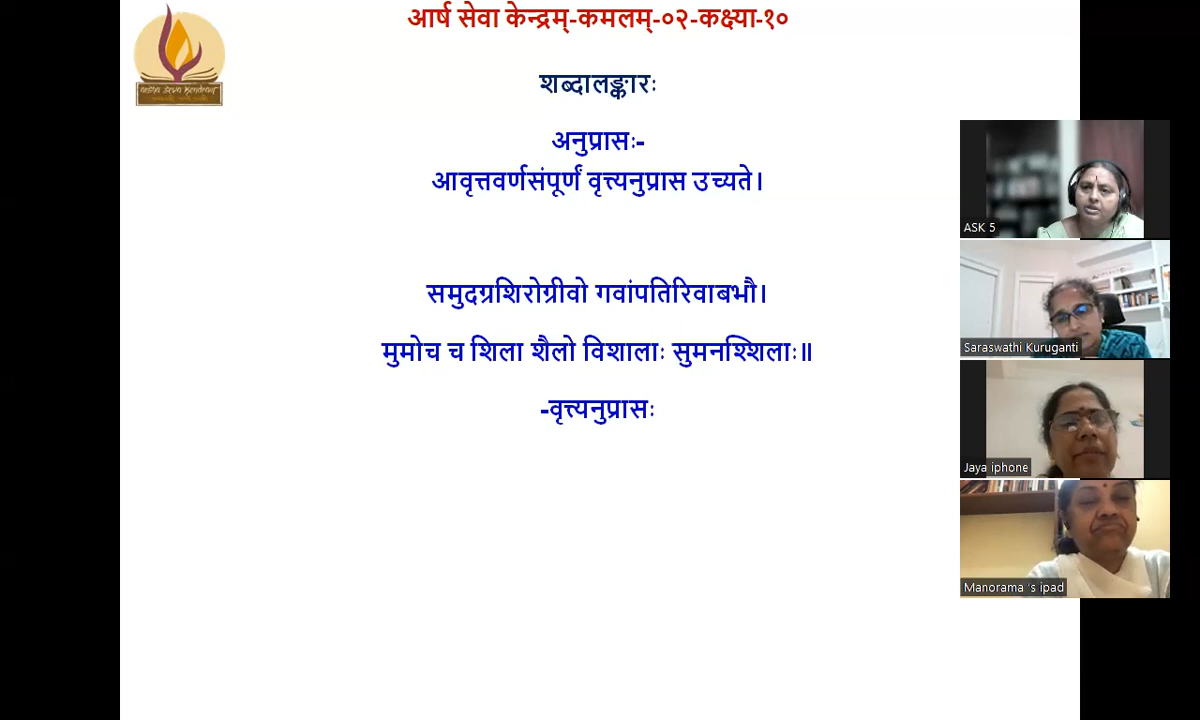 आर्ष सेवा केन्द्रम्-कमलम्-०२-कक्ष्या-१०
शब्दालङ्कारः
अनुप्रासः-
आवृत्तवर्णसंपूर्णं वृत्त्यनुप्रास उच्यते।
समुदग्रशिरोग्रीवो गवांपतिरिवाबभौ।
मुमोच च शिला शैलो विशालाः सुमनश्शिलाः॥
-वृत्त्यनुप्रासः
ASK 5
Saraswathi Kuruganti
Jaya iphone
Manorama 's ipad